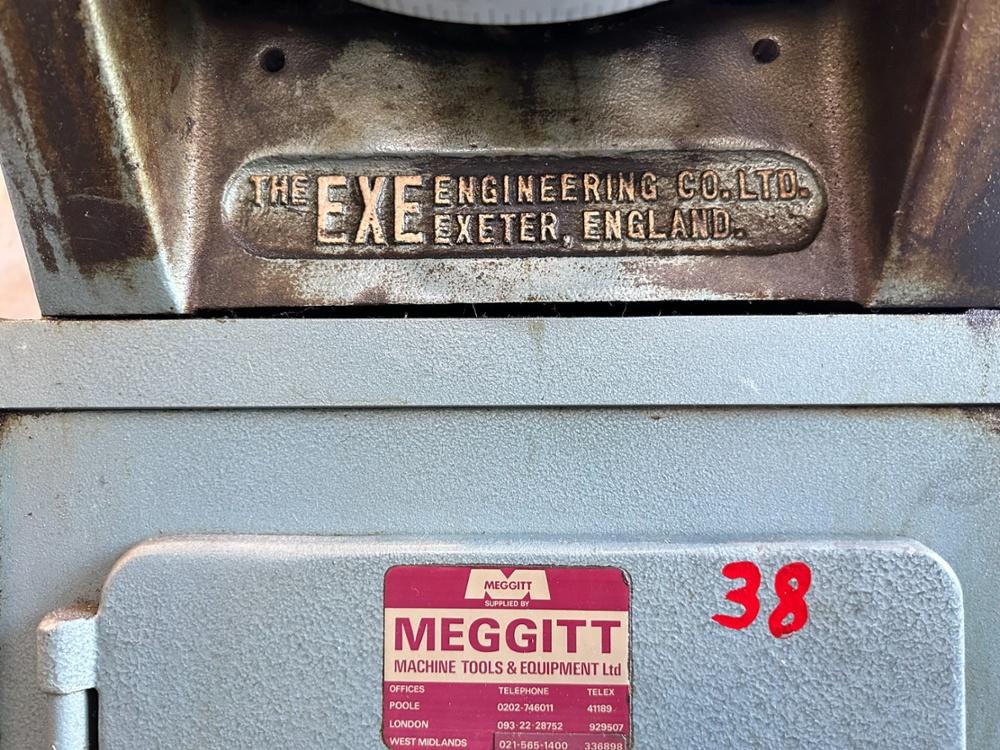 THE EXE ENGINEERING CO. LTD.
EXETER, ENGLAND.
MEGGITT
SUPPLIED BY
MEGGITT
38
MACHINE TOOLS & EQUIPMENT Ltd
OFFICES TELEPHONE TELEX
POOLE 0202-746011 41189
LONDON 093-22-28752 929507
WEST MIDLANDS 021-565-1400 336898